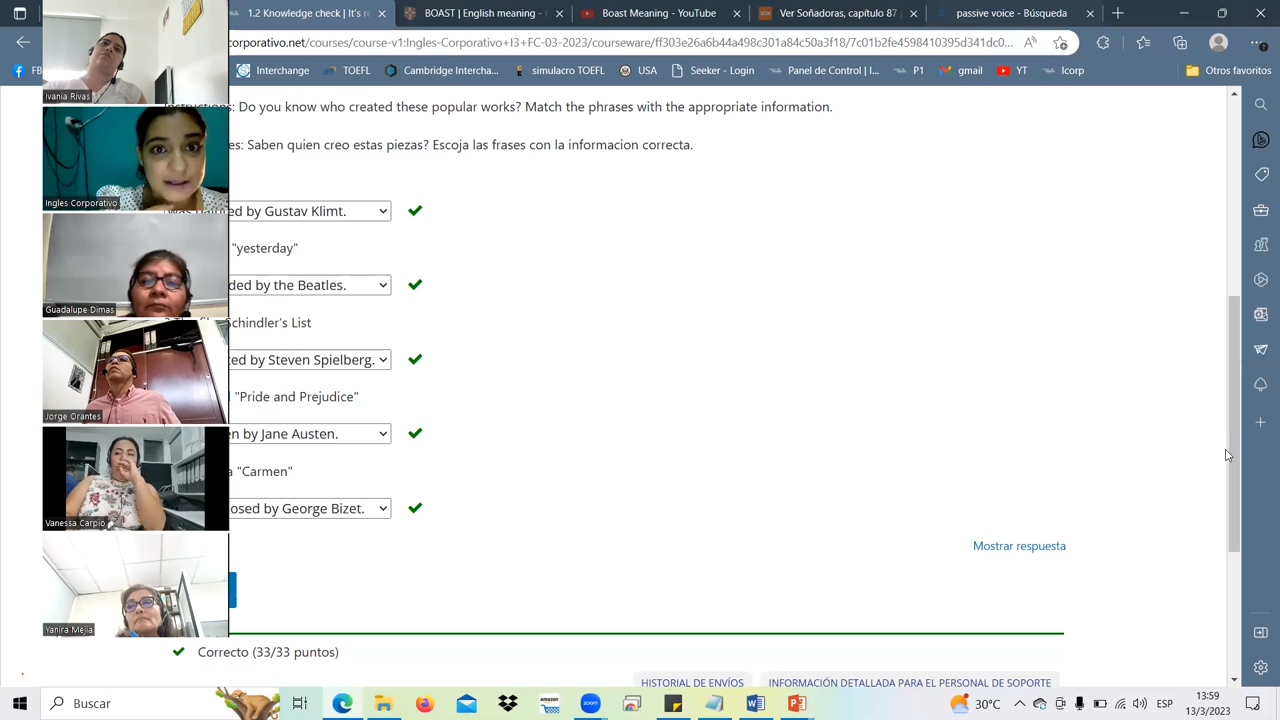 1.2 Knowledge check | It's re
BOAST | English meaning -
Boast Meaning - YouTube
Ver Soñadoras, capítulo 87
passive voice - Búsqueda
corporativo.net/courses/course-v1:Ingles-Corporativo+I3+FC-03-2023/courseware/ff303e26a6b44a498c301a84c50a3f18/7c01b2fe4598410395d341dc0...
FB
Interchange
TOEFL
Cambridge Intercha...
simulacro TOEFL
USA
Seeker - Login
Panel de Control | I...
P1
gmail
YT
Icorp
Otros favoritos
Instructions: Do you know who created these popular works? Match the phrases with the appropriate information.
es: Saben quien creo estas piezas? Escoja las frases con la informacion correcta.
was painted by Gustav Klimt.
"yesterday"
ded by the Beatles.
Schindler's List
ted by Steven Spielberg.
"Pride and Prejudice"
en by Jane Austen.
a "Carmen"
osed by George Bizet.
Mostrar respuesta
Correcto (33/33 puntos)
HISTORIAL DE ENVÍOS
INFORMACIÓN DETALLADA PARA EL PERSONAL DE SOPORTE
Ivania Rivas
Ingles Corporativo
Guadalupe Dimas
Jorge Orantes
Vanessa Carpio
Yanira Mejia
Buscar
amazon
zoom
30°C
ESP
13:59
13/3/2023